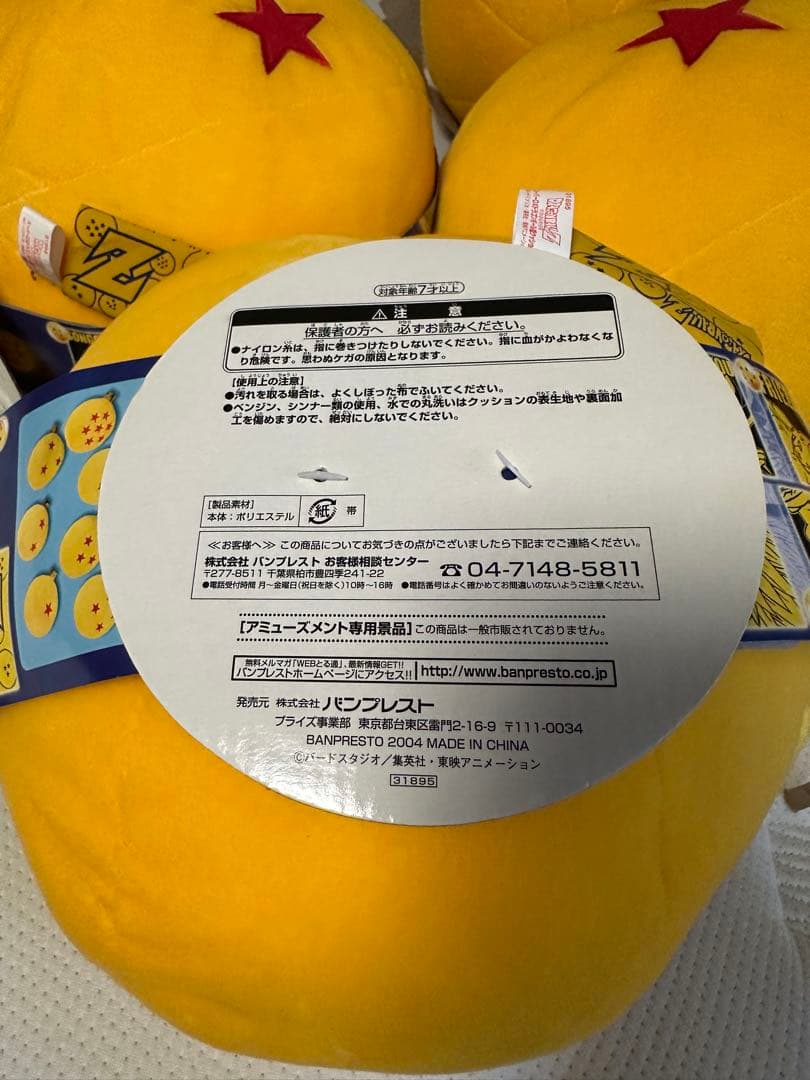 対象年齢7才以上
⚠注 意
保護者の方へ 必ずお読みください。
●ナイロン糸は、指に巻きつけたりしないでください。指に血がかよわなくな
り危険です。思わぬケガの原因となります。
[使用上の注意]
●汚れを取る場合は、よくしぼった布でふいてください。
●ベンジン、シンナー類の使用、水での丸洗いはクッションの表生地や裏面加
工を傷めますので、絶対にしないでください。
[製品素材]
本体：ポリエステル
紙 帯
≪お客様へ≫ この商品についてお気づきの点がございましたら下記までご連絡ください。
株式会社 バンプレスト お客様相談センター
☎04-7148-5811
〒277-8511 千葉県柏市豊四季241-22
●電話受付時間 月〜金曜日(祝日を除く)10時〜16時 ●電話番号はよく確かめてお間違いのないようご注意ください。
[アミューズメント専用景品] この商品は一般市販されておりません。
無料メルマガ「WEBとる通」、最新情報GET!!
バンプレストホームページにアクセス!!
http://www.banpresto.co.jp
発売元 株式会社 バンプレスト
プライズ事業部 東京都台東区雷門2-16-9 〒111-0034
BANPRESTO 2004 MADE IN CHINA
©バードスタジオ／集英社・東映アニメーション
31895